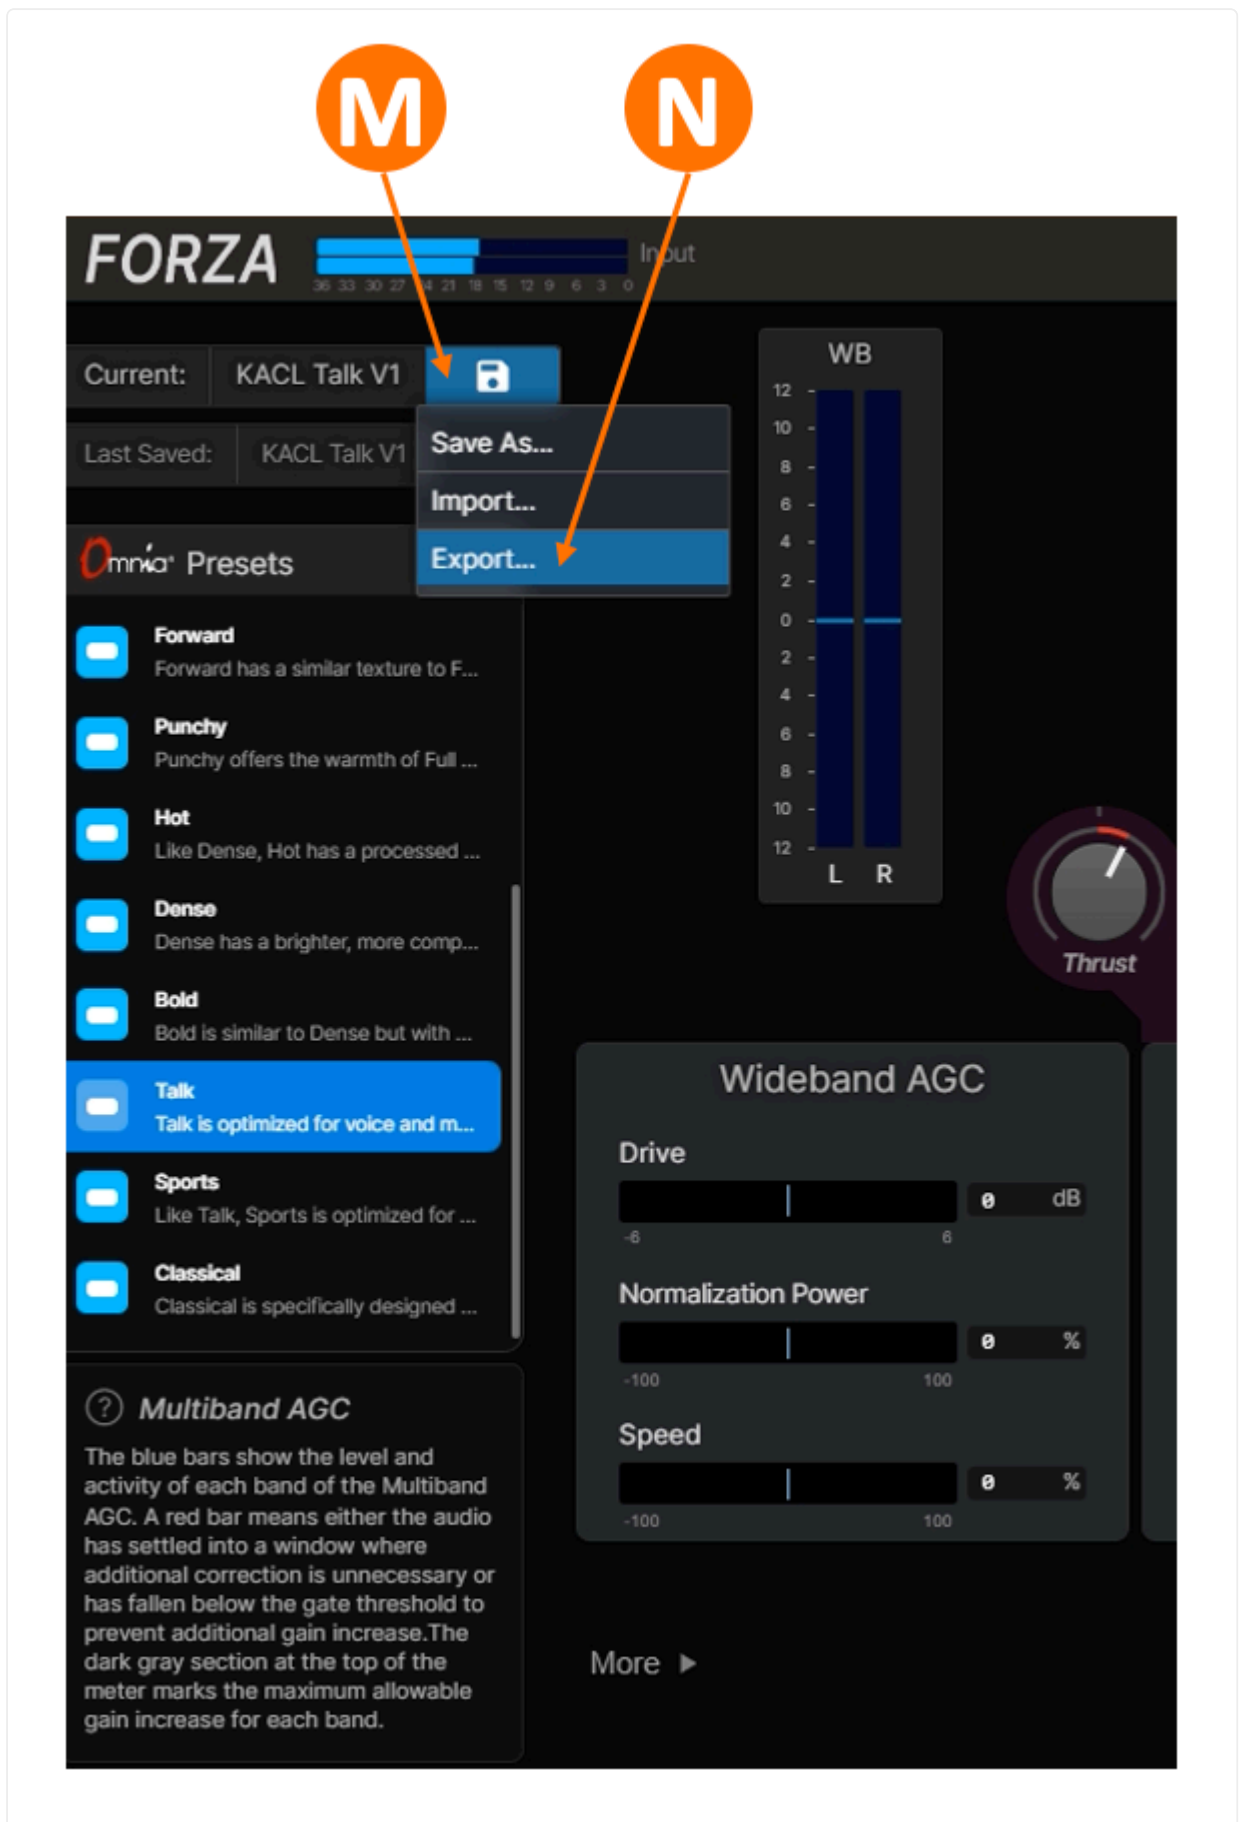 M N
FORZA
Input
36 33 30 27 24 21 18 15 12 9 6 3 0
Current: KACL Talk V1
Last Saved: KACL Talk V1
Save As...
Import...
Export...
Omnia Presets
Forward
Forward has a similar texture to F...
Punchy
Punchy offers the warmth of Full ...
Hot
Like Dense, Hot has a processed ...
Dense
Dense has a brighter, more comp...
Bold
Bold is similar to Dense but with ...
Talk
Talk is optimized for voice and m...
Sports
Like Talk, Sports is optimized for ...
Classical
Classical is specifically designed ...
? Multiband AGC
The blue bars show the level and
activity of each band of the Multiband
AGC. A red bar means either the audio
has settled into a window where
additional correction is unnecessary or
has fallen below the gate threshold to
prevent additional gain increase.The
dark gray section at the top of the
meter marks the maximum allowable
gain increase for each band.
WB
12
10
8
6
4
2
0
2
4
6
8
10
12
L R
Thrust
Wideband AGC
Drive
0 dB
-6 6
Normalization Power
0 %
-100 100
Speed
0 %
-100 100
More